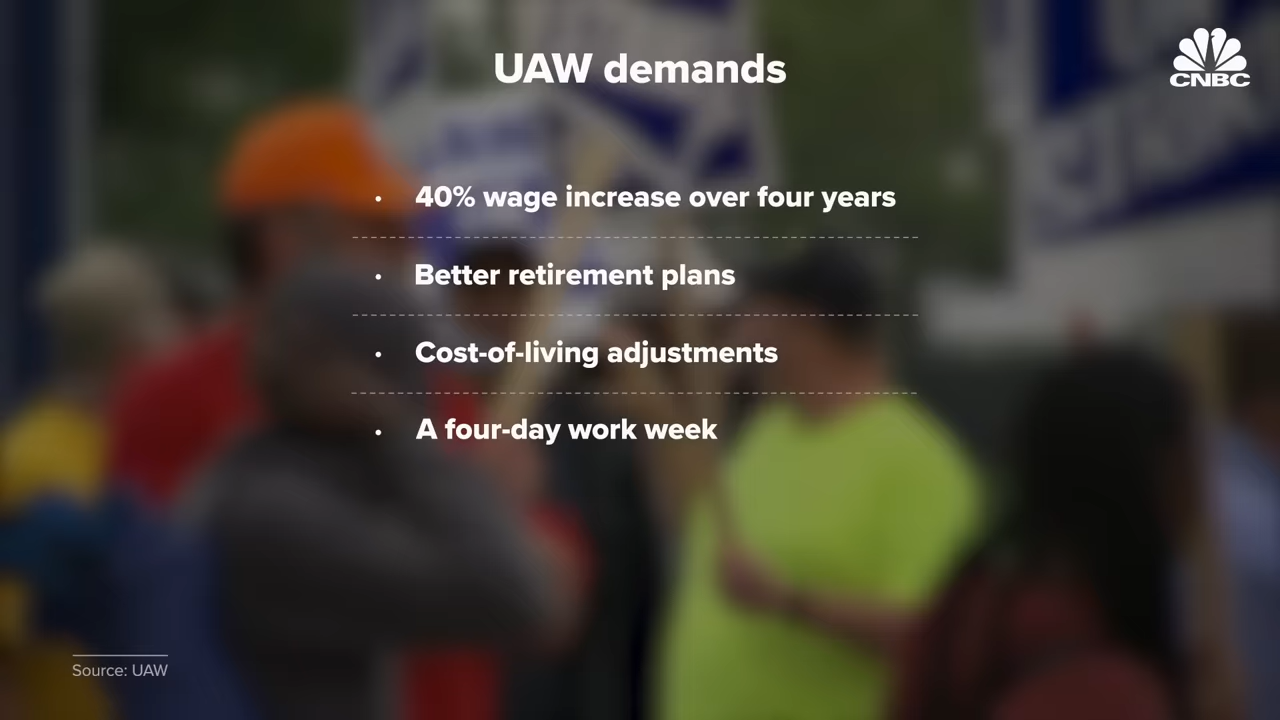 UAW demands
CNBC
• 40% wage increase over four years
• Better retirement plans
• Cost-of-living adjustments
• A four-day work week
Source: UAW